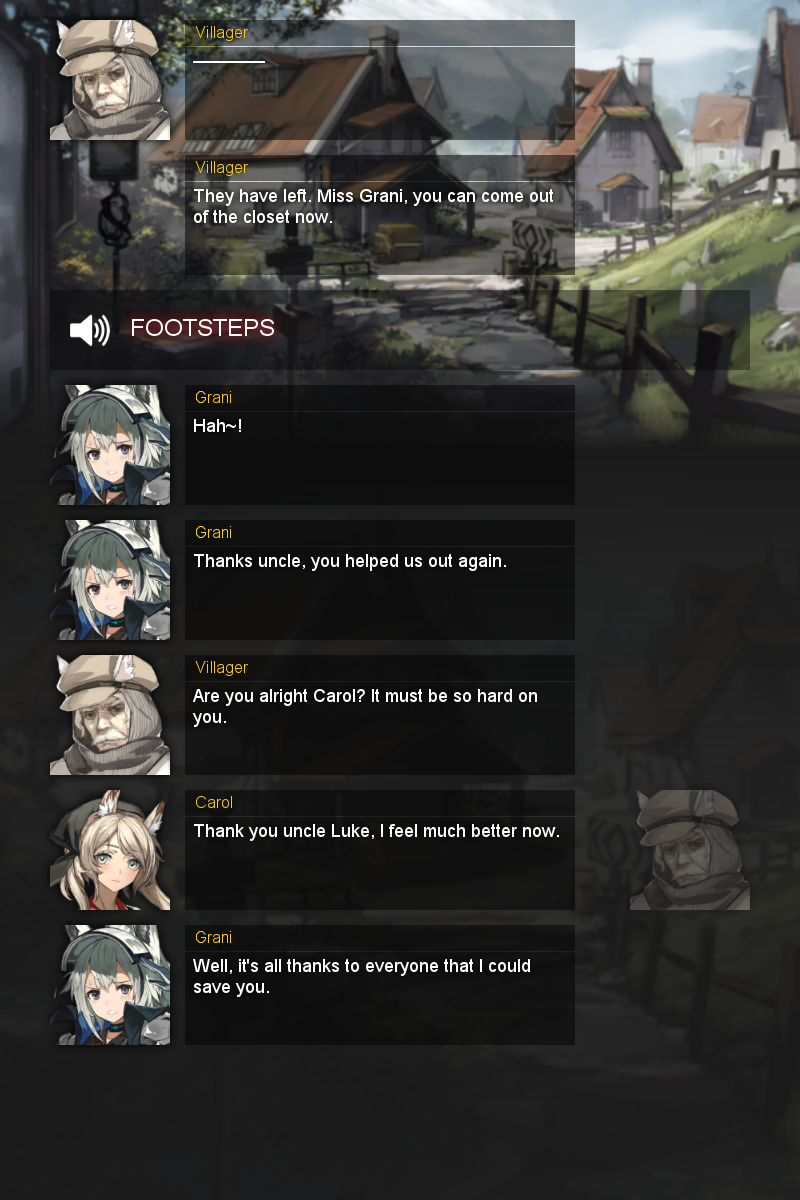 Villager
Villager
They have left. Miss Grani, you can come out
of the closet now.
FOOTSTEPS
Grani
Hah~!
Grani
Thanks uncle, you helped us out again.
Villager
Are you alright Carol? It must be so hard on
you.
Carol
Thank you uncle Luke, I feel much better now.
Grani
Well, it's all thanks to everyone that I could
save you.